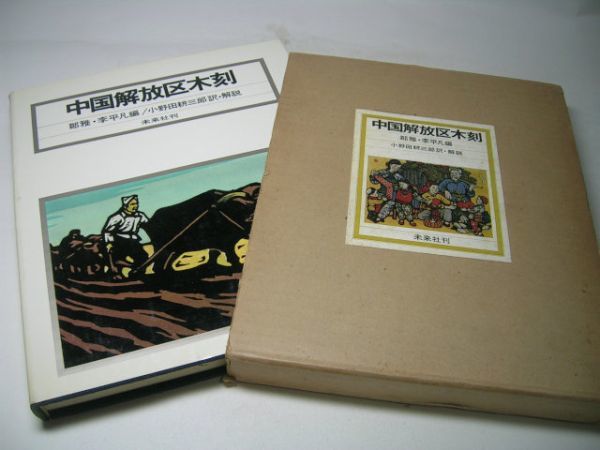 中国解放区木刻
鄒雅・李平凡編/小野田耕三郎訳・解説
未来社刊
中国解放区木刻
鄒雅・李平凡編
小野田耕三郎訳・解説
未来社刊